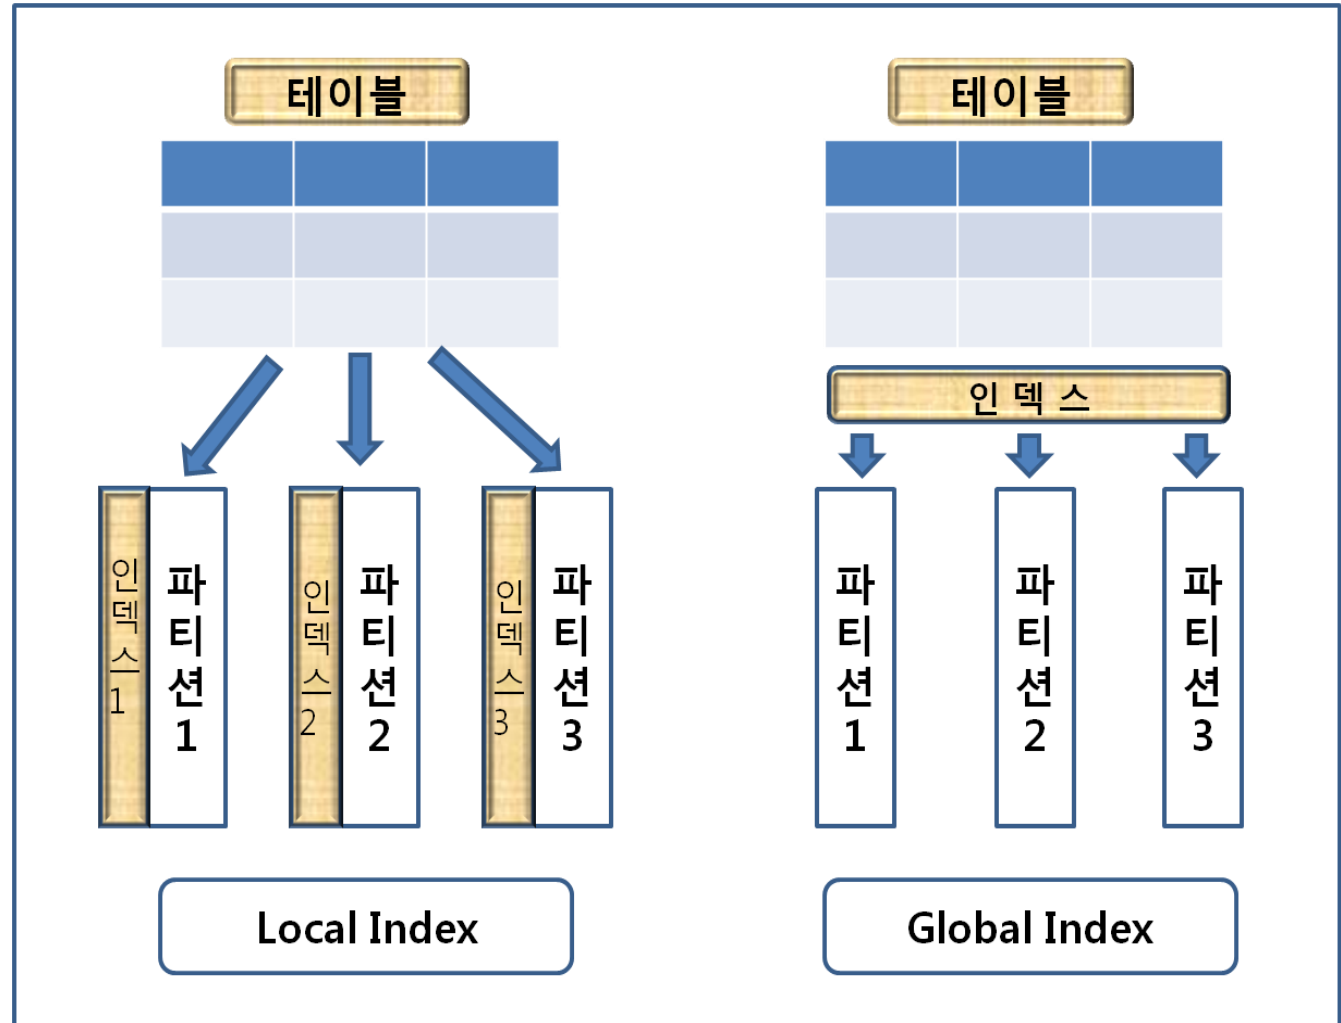 테이블
인덱스1
파티션1
인덱스2
파티션2
인덱스3
파티션3
Local Index
테이블
인 덱 스
파티션1
파티션2
파티션3
Global Index